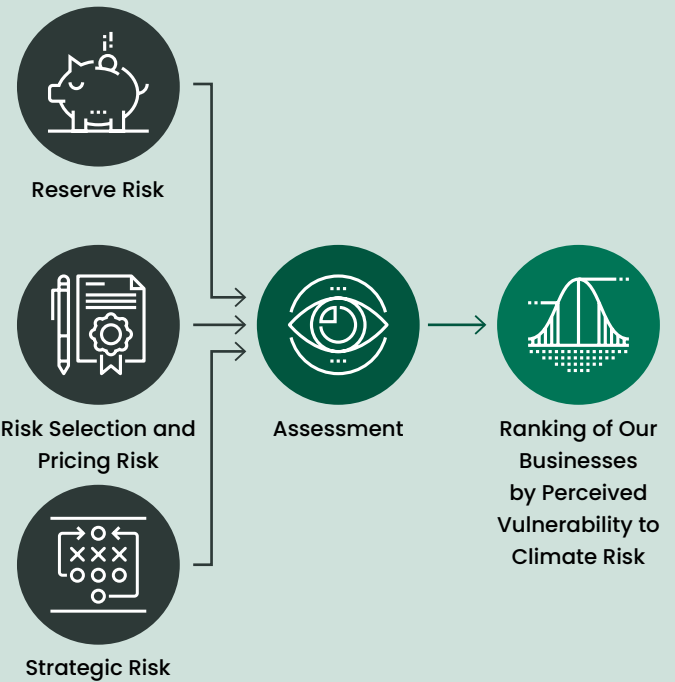 Reserve Risk
Risk Selection and
Pricing Risk
Strategic Risk
Assessment
Ranking of Our
Businesses
by Perceived
Vulnerability to
Climate Risk